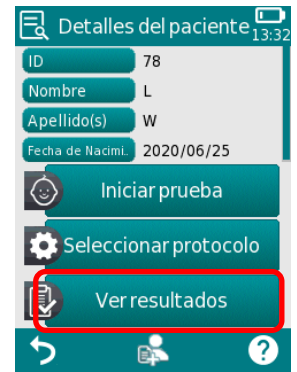 Detalles del paciente
13:32
ID 78
Nombre L
Apellido(s) W
Fecha de Nacimi.. 2020/06/25
Iniciar prueba
Seleccionar protocolo
Ver resultados
?